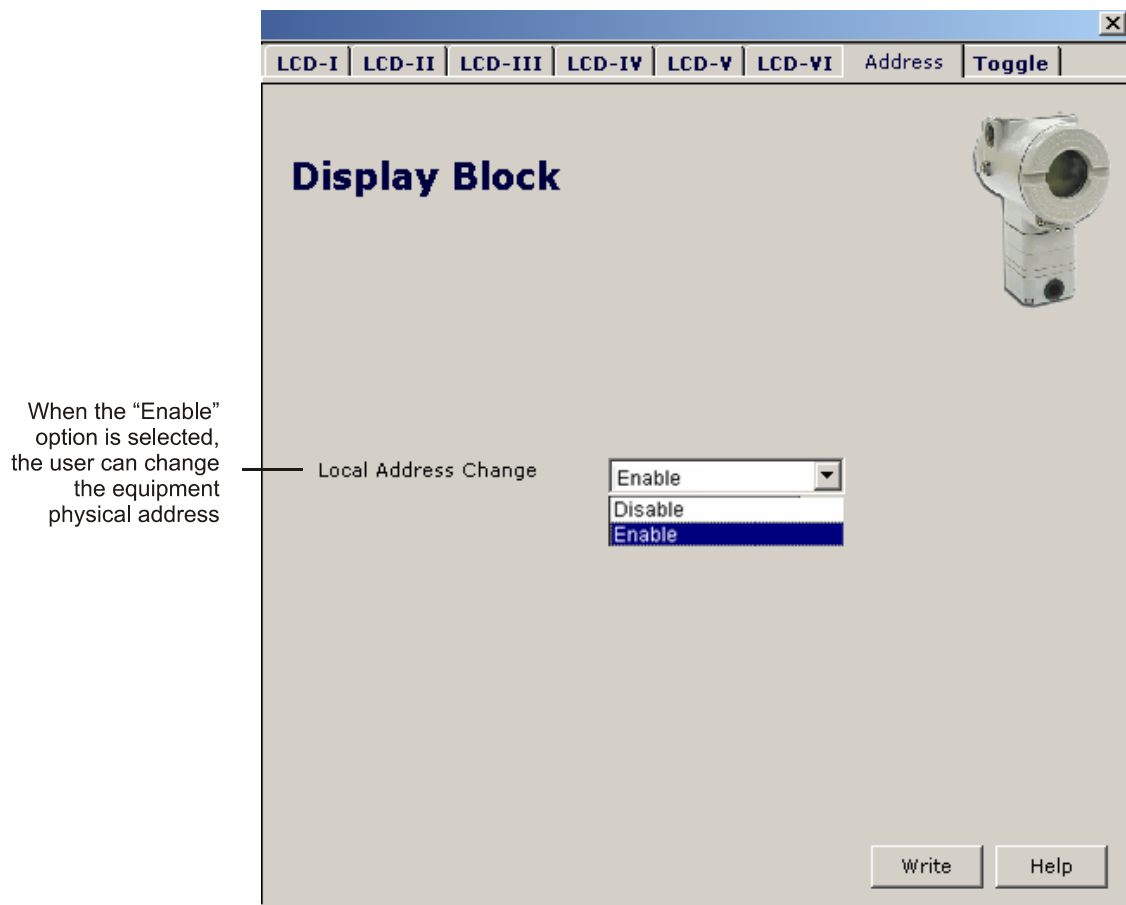 LCD-I LCD-II LCD-III LCD-IV LCD-V LCD-VI Address Toggle
Display Block
When the “Enable”
option is selected,
the user can change
the equipment
physical address
Local Address Change
Enable
Disable
Enable
Write Help